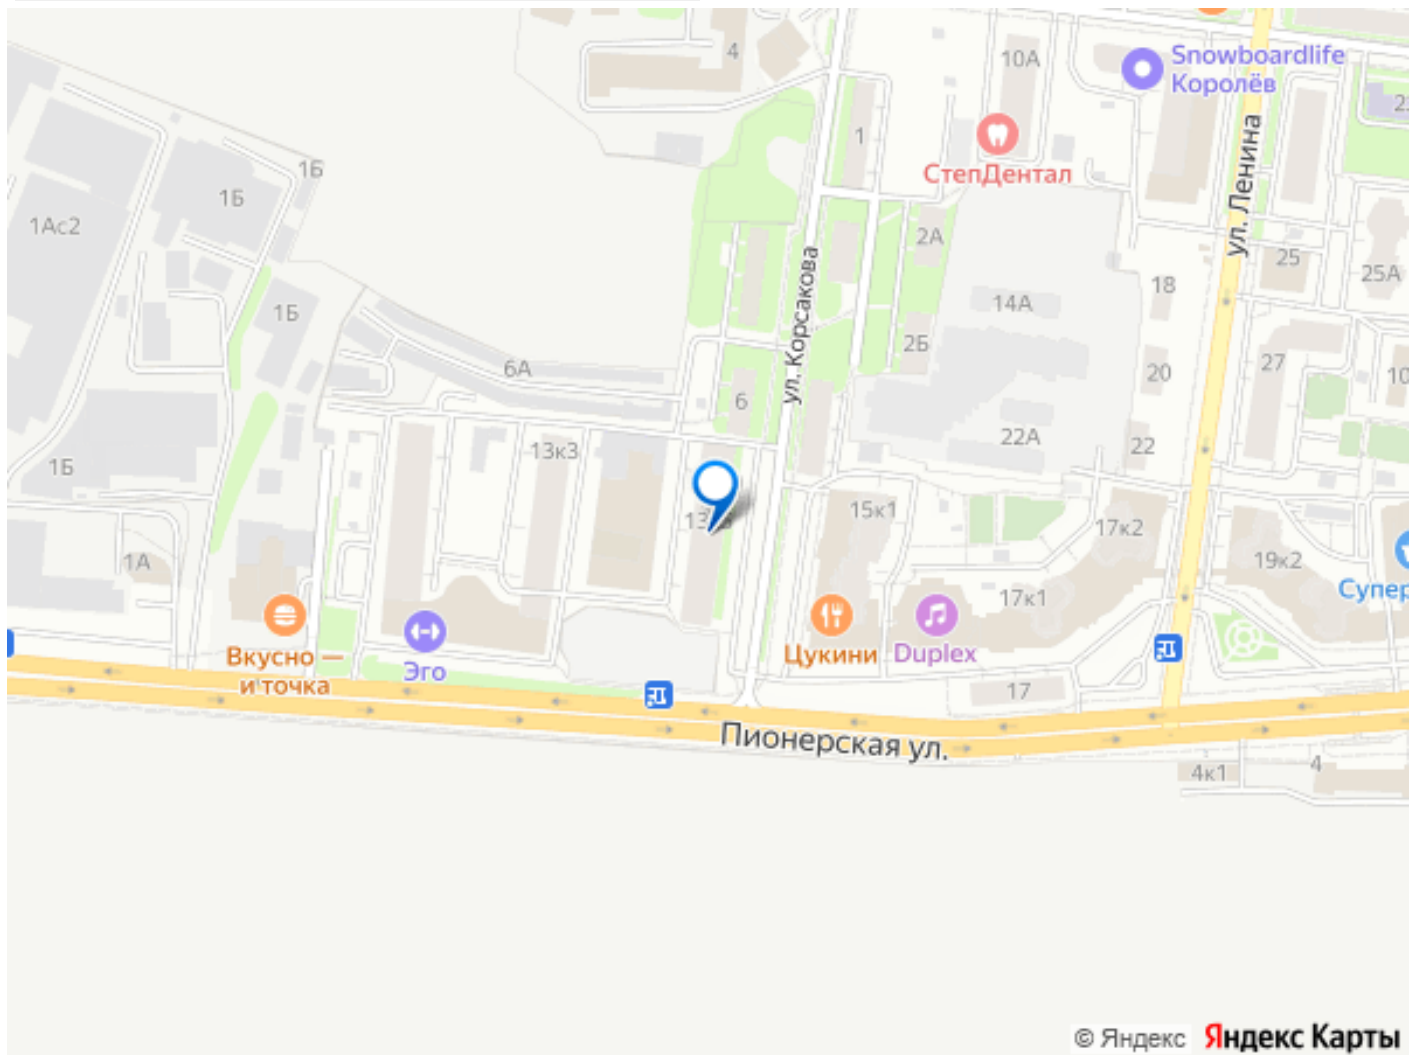 4
10А
Snowboardlife
Королёв
1
СтепДентал
ул. Ленина
1Б
1Б
1Ас2
2А
25
25А
18
14А
1Б
ул. Корсакова
2Б
6А
27
20
10
6
22А
22
13к3
1Б
15к1
17к2
1А
19к2
17к1
Вкусно —
и точка
Эго
Цукини
Duplex
17
Пионерская ул.
4к1
4
© Яндекс
Яндекс Карты